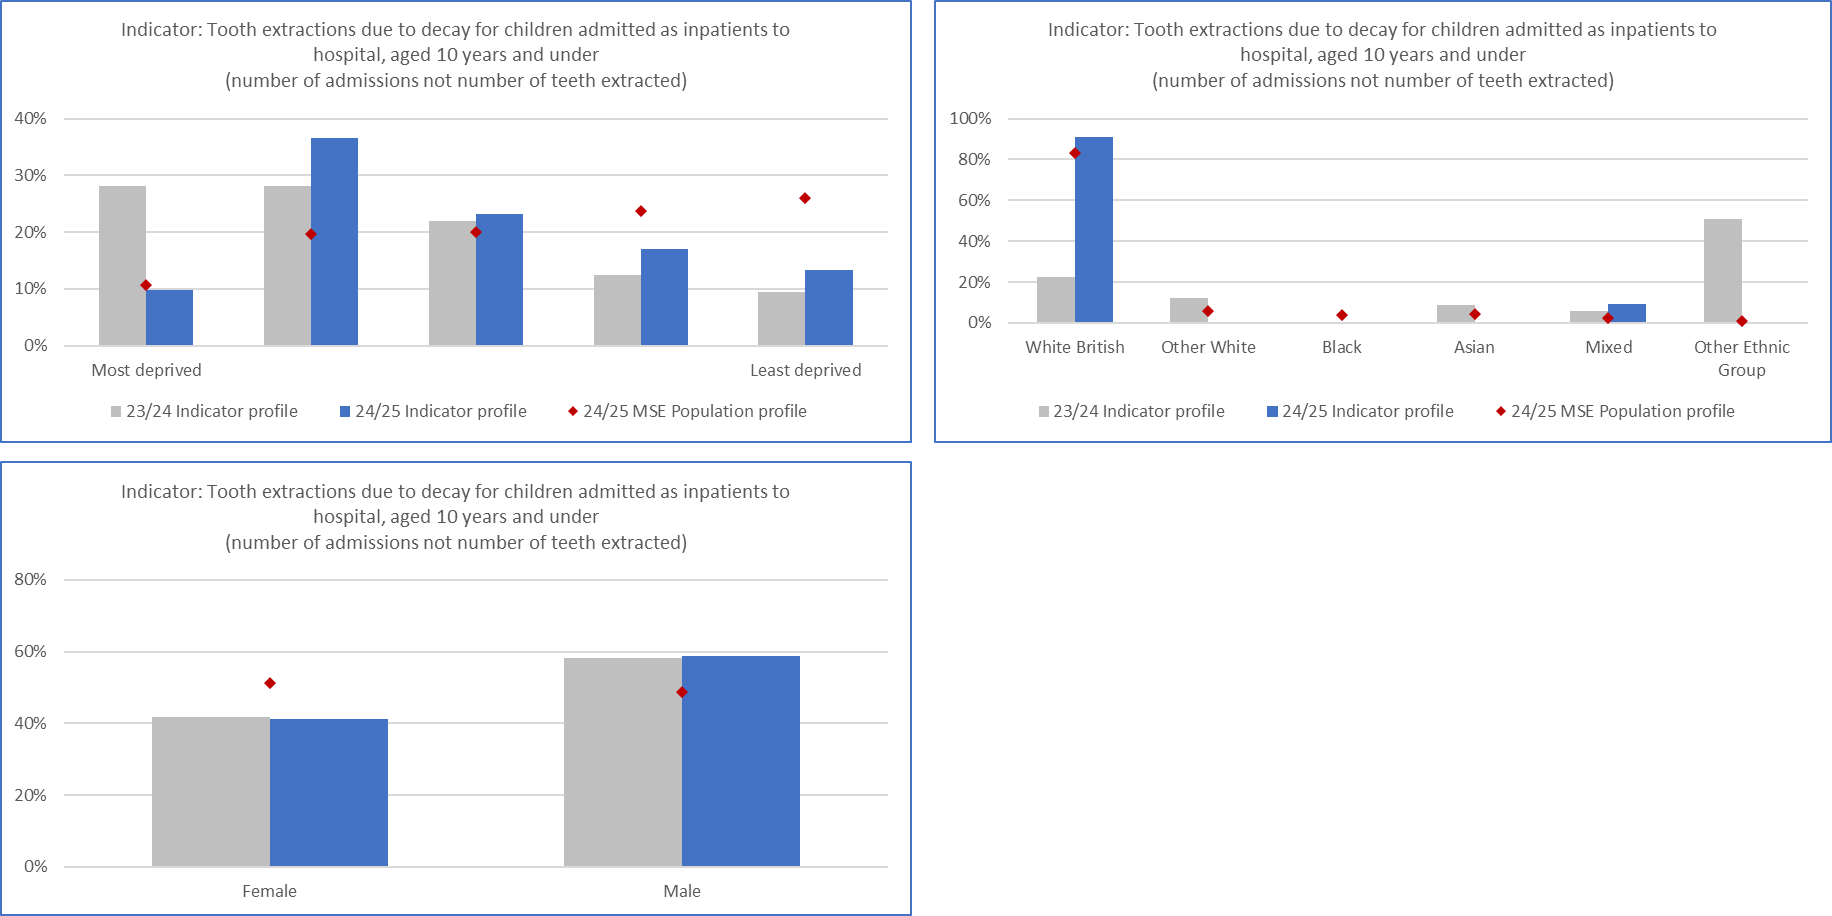 Indicator: Tooth extractions due to decay for children admitted as inpatients to
hospital, aged 10 years and under
(number of admissions not number of teeth extracted)
40%
30%
20%
10%
0%
Most deprived
Least deprived
23/24 Indicator profile
24/25 Indicator profile
24/25 MSE Population profile
Indicator: Tooth extractions due to decay for children admitted as inpatients to
hospital, aged 10 years and under
(number of admissions not number of teeth extracted)
100%
80%
60%
40%
20%
0%
White British
Other White
Black
Asian
Mixed
Other Ethnic
Group
23/24 Indicator profile
24/25 Indicator profile
24/25 MSE Population profile
Indicator: Tooth extractions due to decay for children admitted as inpatients to
hospital, aged 10 years and under
(number of admissions not number of teeth extracted)
80%
60%
40%
20%
0%
Female
Male